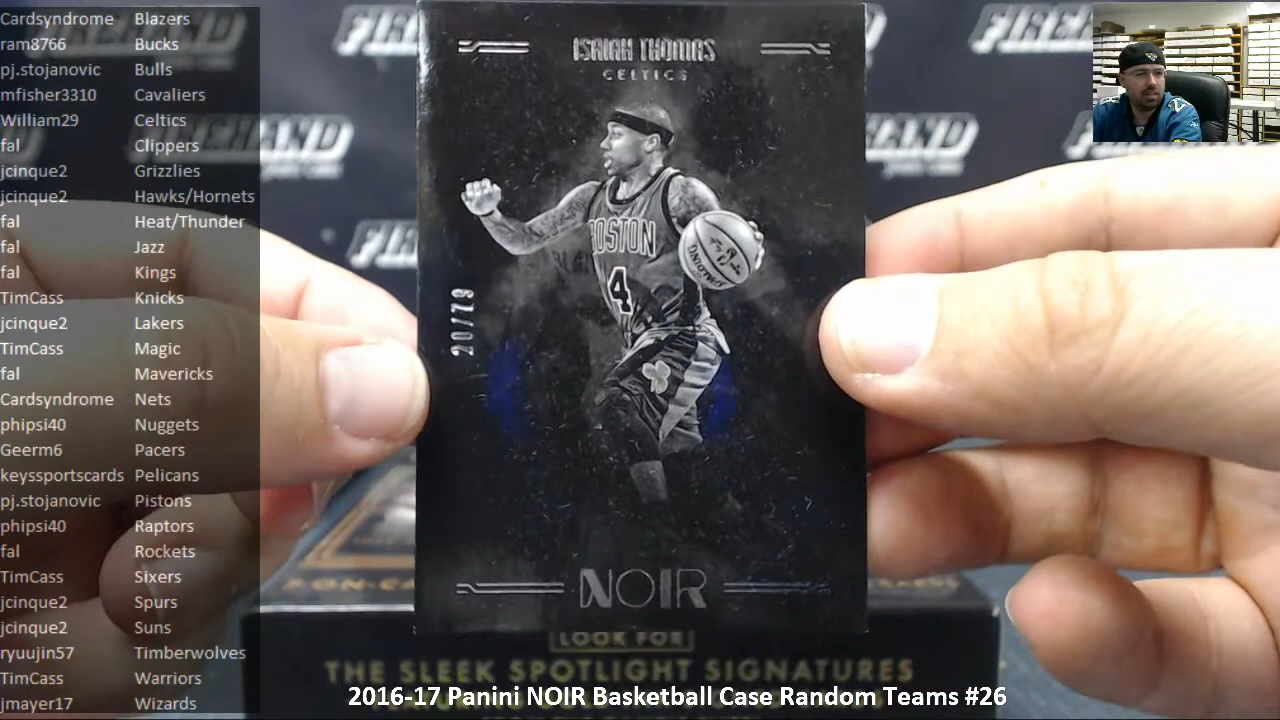 Cardsyndrome Blazers
ram8766 Bucks
pj.stojanovic Bulls
mfisher3310 Cavaliers
William29 Celtics
fal Clippers
jcinque2 Grizzlies
jcinque2 Hawks/Hornets
fal Heat/Thunder
fal Jazz
fal Kings
TimCass Knicks
jcinque2 Lakers
TimCass Magic
fal Mavericks
Cardsyndrome Nets
phipsi40 Nuggets
Geerm6 Pacers
keyssportscards Pelicans
pj.stojanovic Pistons
phipsi40 Raptors
fal Rockets
TimCass Sixers
jcinque2 Spurs
jcinque2 Suns
ryuujin57 Timberwolves
TimCass Warriors
jmayer17 Wizards
ISAIAH THOMAS
CELTICS
BOSTON
4
SPALDING
20/79
NOIR
LOOK FOR
THE SLEEK SPOTLIGHT SIGNATURES
2016-17 Panini NOIR Basketball Case Random Teams #26
FIREHAND